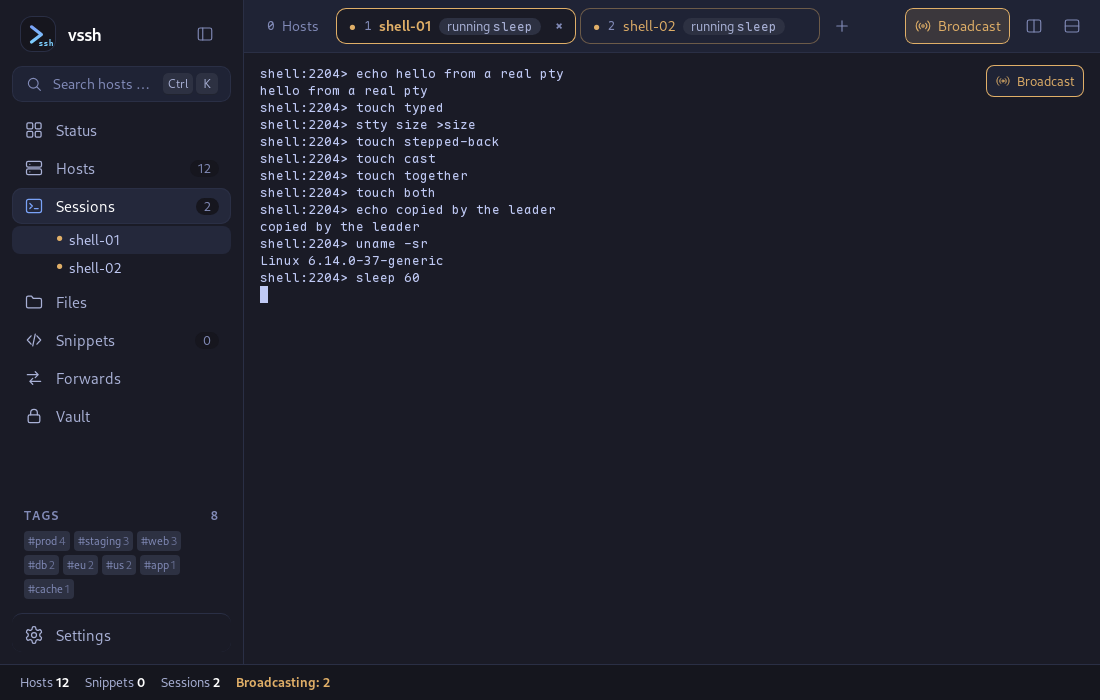 vssh
ssh
Search hosts ... Ctrl K
Status
Hosts 12
Sessions 2
shell-01
shell-02
Files
Snippets 0
Forwards
Vault
TAGS 8
#prod 4 #staging 3 #web 3
#db 2 #eu 2 #us 2 #app 1
#cache 1
Settings
0 Hosts 1 shell-01 running sleep × 2 shell-02 running sleep + Broadcast
Broadcast
shell:2204> echo hello from a real pty
hello from a real pty
shell:2204> touch typed
shell:2204> stty size >size
shell:2204> touch stepped-back
shell:2204> touch cast
shell:2204> touch together
shell:2204> touch both
shell:2204> echo copied by the leader
copied by the leader
shell:2204> uname -sr
Linux 6.14.0-37-generic
shell:2204> sleep 60
Hosts 12 Snippets 0 Sessions 2 Broadcasting: 2